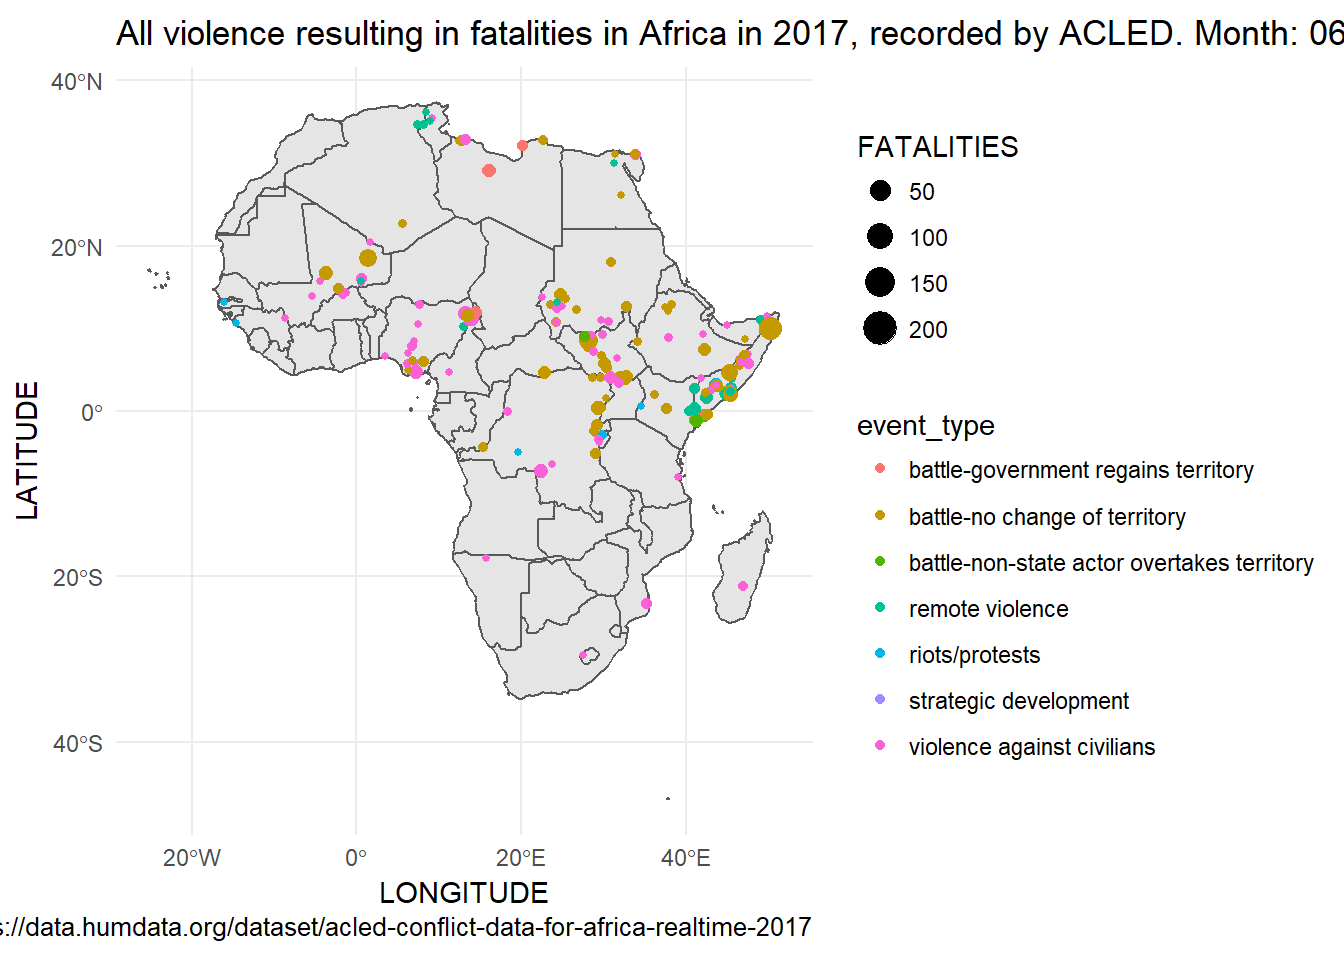 All violence resulting in fatalities in Africa in 2017, recorded by ACLED. Month: 06
40°N
20°N
0°
20°S
40°S
LATITUDE
20°W
0°
20°E
40°E
LONGITUDE
s://data.humdata.org/dataset/acled-conflict-data-for-africa-realtime-2017
FATALITIES
50
100
150
200
event_type
battle-government regains territory
battle-no change of territory
battle-non-state actor overtakes territory
remote violence
riots/protests
strategic development
violence against civilians